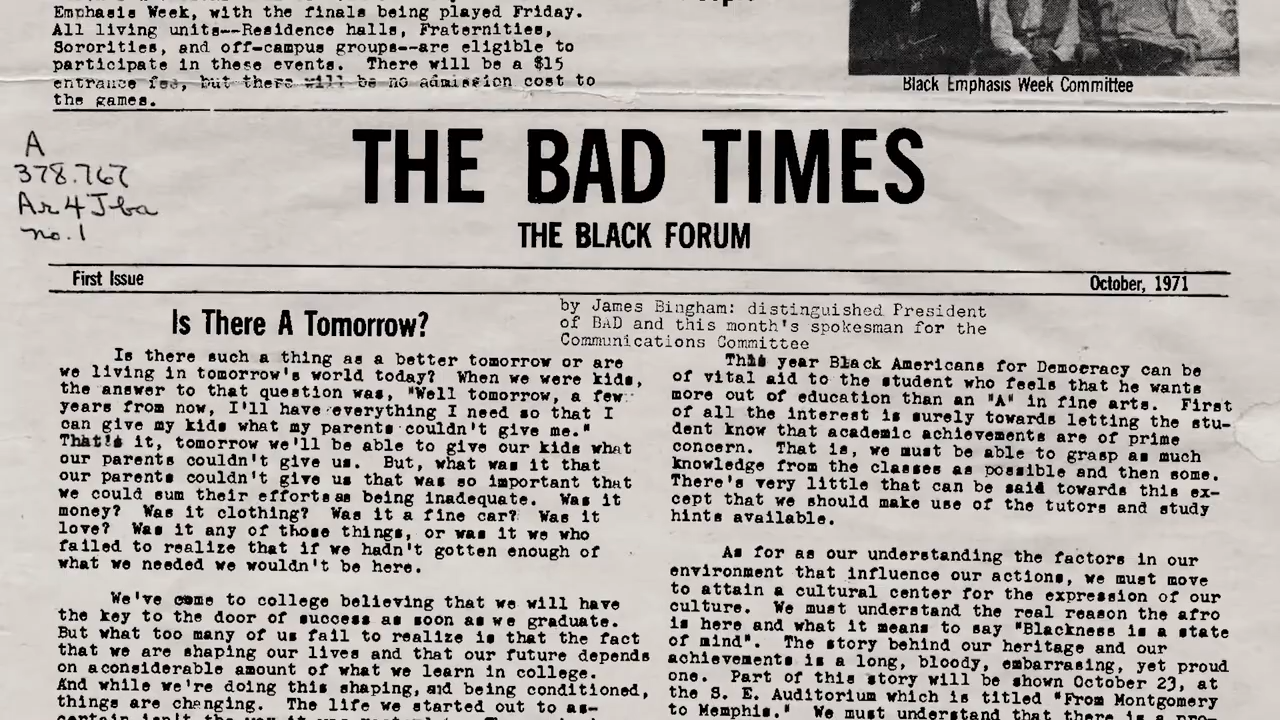 Emphasis Week, with the finals being played Friday.
All living units--Residence halls, Fraternities,
Sororities, and off-campus groups--are eligible to
participate in these events. There will be a $15
entrance fee, but there will be no admission cost to
the games.
Black Emphasis Week Committee
A
378.767
Ar4Jba
no.1
THE BAD TIMES
THE BLACK FORUM
First Issue
October, 1971
Is There A Tomorrow?
by James Bingham: distinguished President
of BAD and this month's spokesman for the
Communications Committee
Is there such a thing as a better tomorrow or are
we living in tomorrow's world today? When we were kids,
the answer to that question was, "Well tomorrow, a few
years from now, I'll have everything I need so that I
can give my kids what my parents couldn't give me."
That's it, tomorrow we'll be able to give our kids what
our parents couldn't give us. But, what was it that
our parents couldn't give us that was so important that
we could sum their efforts as being inadequate. Was it
money? Was it clothing? Was it a fine car? Was it
love? Was it any of those things, or was it we who
failed to realize that if we hadn't gotten enough of
what we needed we wouldn't be here.
We've come to college believing that we will have
the key to the door of success as soon as we graduate.
But what too many of us fail to realize is that the fact
that we are shaping our lives and that our future depends
on aconsiderable amount of what we learn in college.
And while we're doing this shaping, and being conditioned,
things are changing. The life we started out to as-
certain isn't the way it was
This year Black Americans for Democracy can be
of vital aid to the student who feels that he wants
more out of education than an "A" in fine arts. First
of all the interest is surely towards letting the stu-
dent know that academic achievements are of prime
concern. That is, we must be able to grasp as much
knowledge from the classes as possible and then some.
There's very little that can be said towards this ex-
cept that we should make use of the tutors and study
hints available.
As for as our understanding the factors in our
environment that influence our actions, we must move
to attain a cultural center for the expression of our
culture. We must understand the real reason the afro
is here and what it means to say "Blackness is a state
of mind". The story behind our heritage and our
achievements is a long, bloody, embarrasing, yet proud
one. Part of this story will be shown October 23, at
the S. E. Auditorium which is titled "From Montgomery
to Memphis." We must understand that there is a pro-